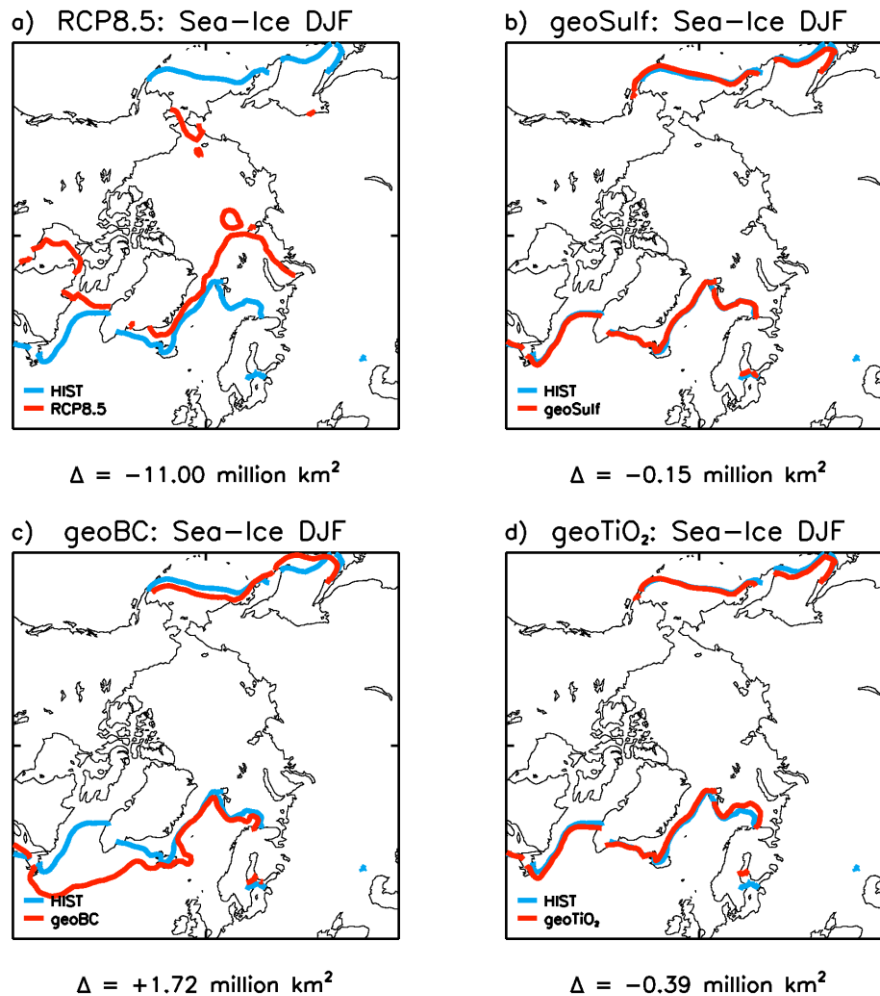 a) RCP8.5: Sea-Ice DJF
HIST
RCP8.5
Δ = -11.00 million km²
b) geoSulf: Sea-Ice DJF
HIST
geoSulf
Δ = -0.15 million km²
c) geoBC: Sea-Ice DJF
HIST
geoBC
Δ = +1.72 million km²
d) geoTiO₂: Sea-Ice DJF
HIST
geoTiO₂
Δ = -0.39 million km²